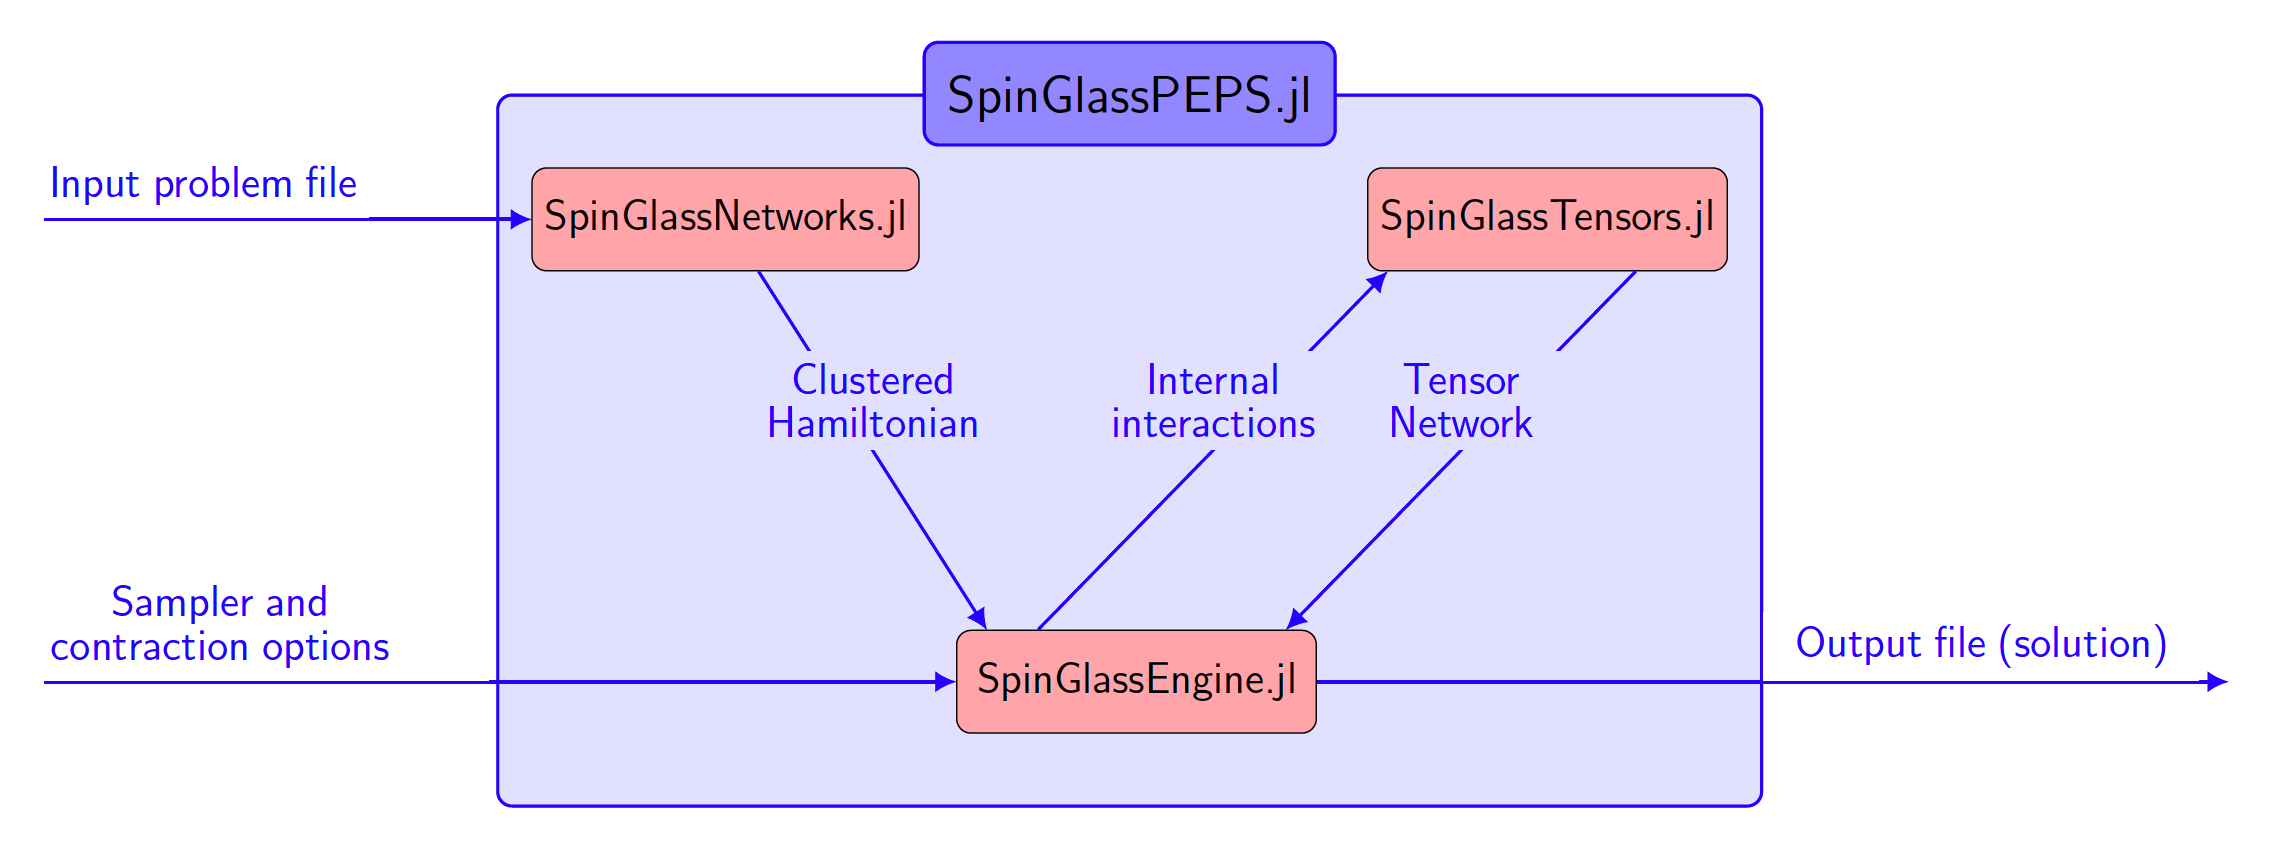 SpinGlassPEPS.jl
Input problem file
SpinGlassNetworks.jl
SpinGlassTensors.jl
Clustered
Hamiltonian
Internal
interactions
Tensor
Network
Sampler and
contraction options
SpinGlassEngine.jl
Output file (solution)